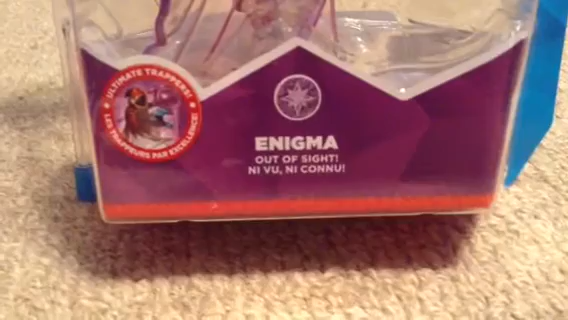 ULTIMATE TRAPPERS!
LES TRAPPEURS PAR EXCELLENCE!
ENIGMA
OUT OF SIGHT!
NI VU, NI CONNU!